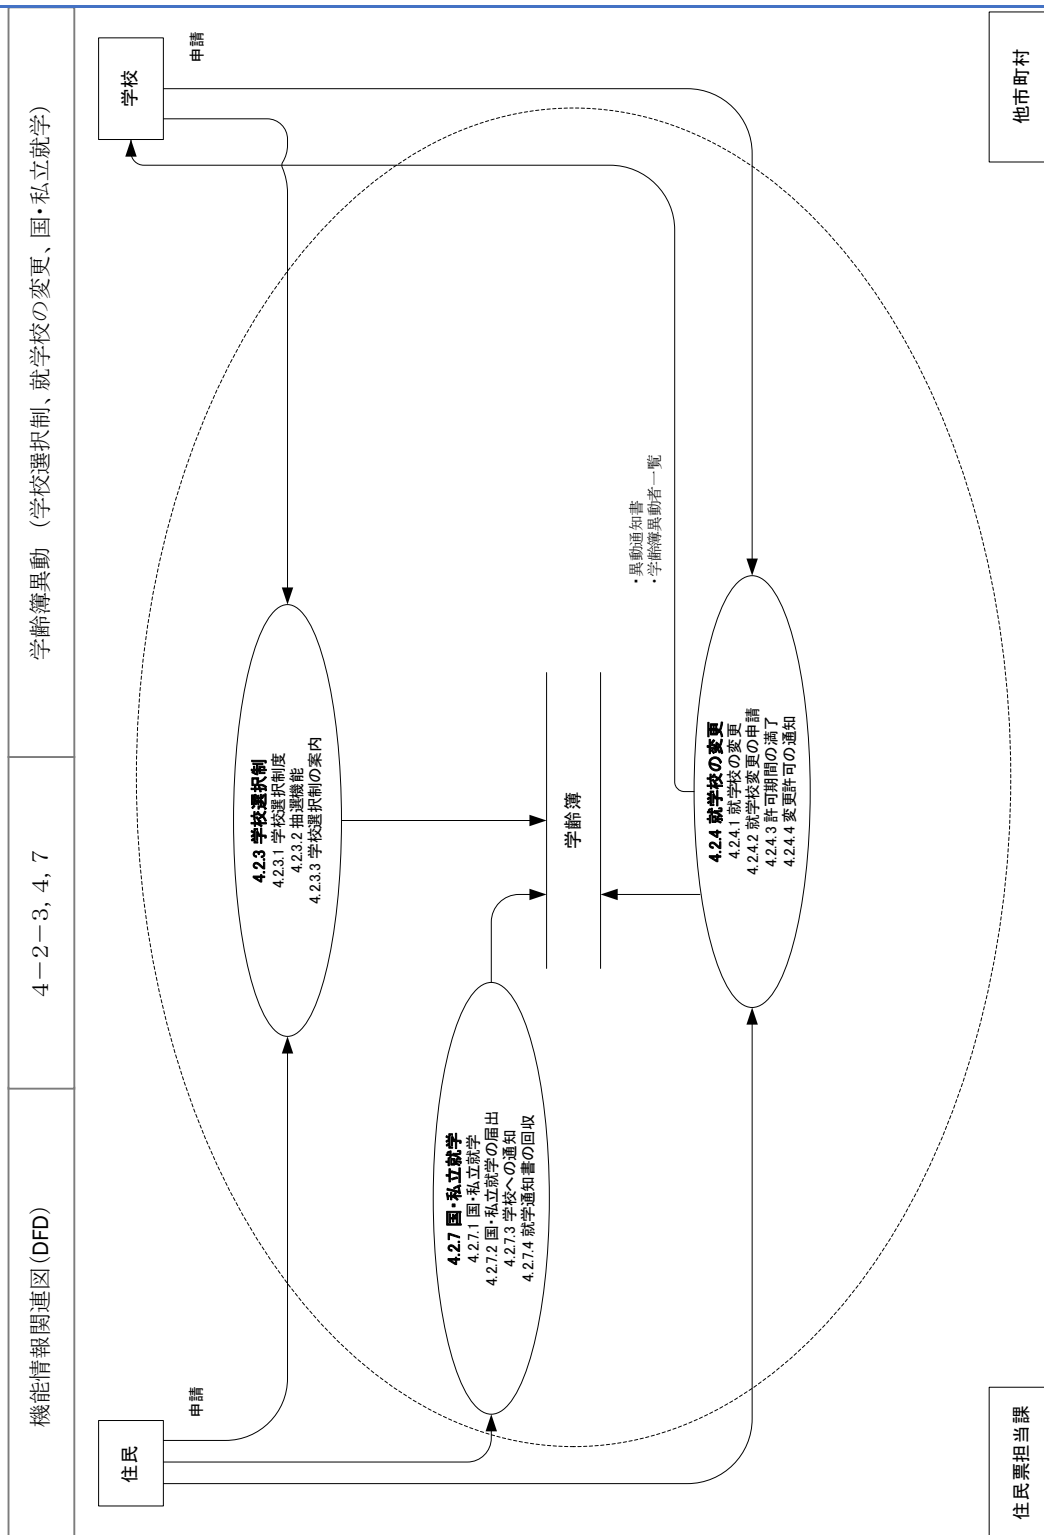 機能情報関連図(DFD)
4－2－3, 4, 7
学齢簿異動 (学校選択制、就学校の変更、国・私立就学)
住民
申請
学校
申請
4.2.3 学校選択制
4.2.3.1 学校選択制度
4.2.3.2 抽選機能
4.2.3.3 学校選択制の案内
4.2.7 国・私立就学
4.2.7.1 国・私立就学
4.2.7.2 国・私立就学の届出
4.2.7.3 学校への通知
4.2.7.4 就学通知書の回収
学齢簿
・異動通知書
・学齢簿異動者一覧
4.2.4 就学校の変更
4.2.4.1 就学校の変更
4.2.4.2 就学校変更の申請
4.2.4.3 許可期間の満了
4.2.4.4 変更許可の通知
住民票担当課
他市町村